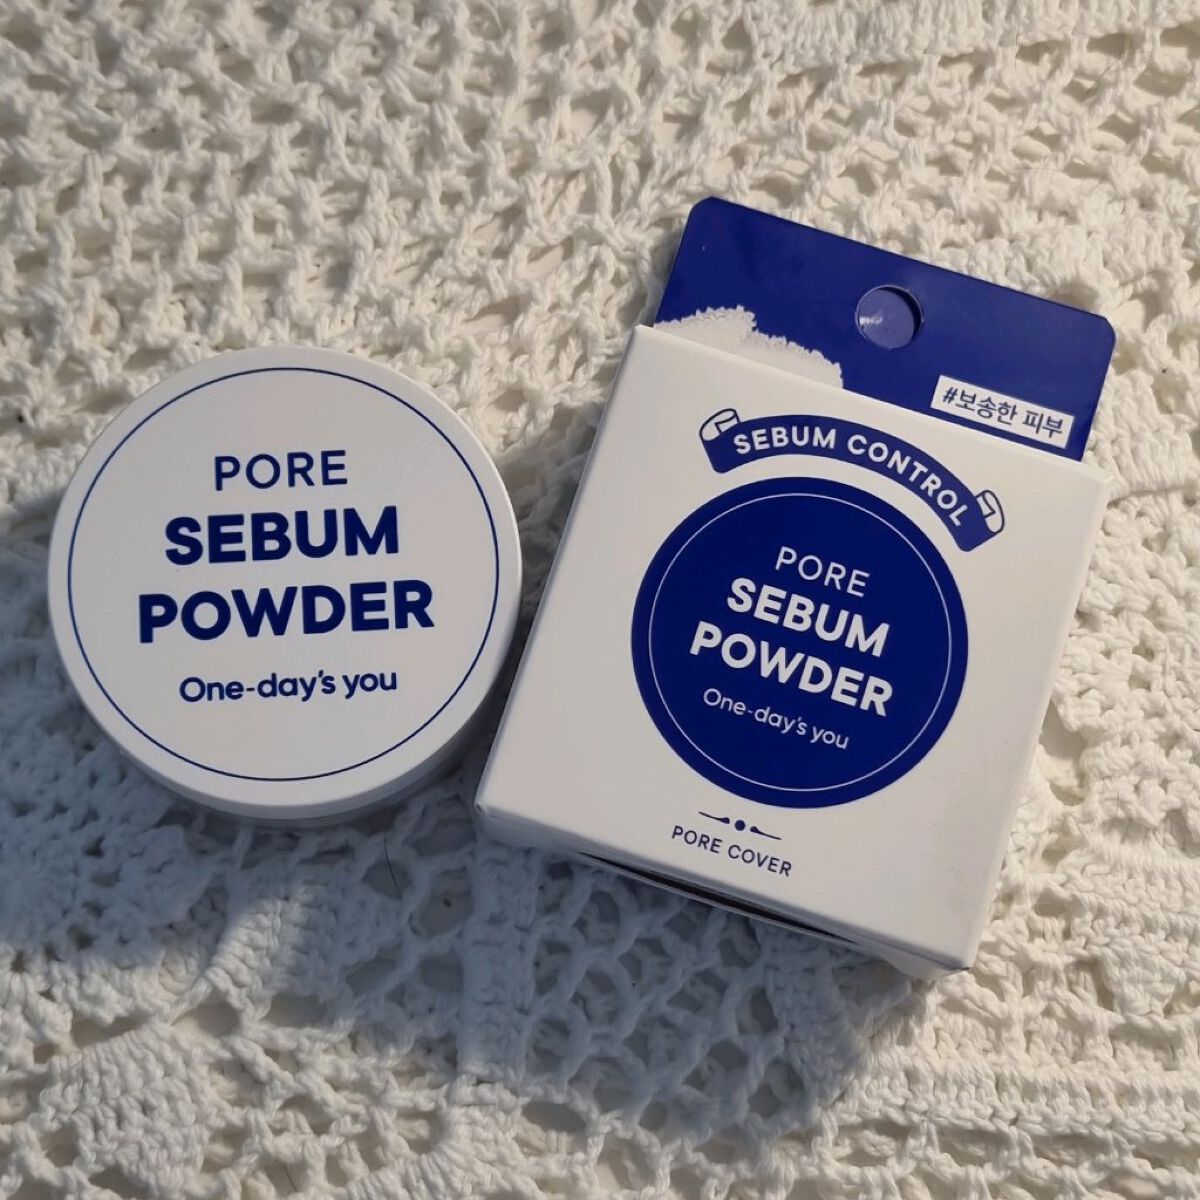 PORE
SEBUM
POWDER
One-day's you
#보송한 피부
SEBUM CONTROL
PORE
SEBUM
POWDER
One-day's you
PORE COVER